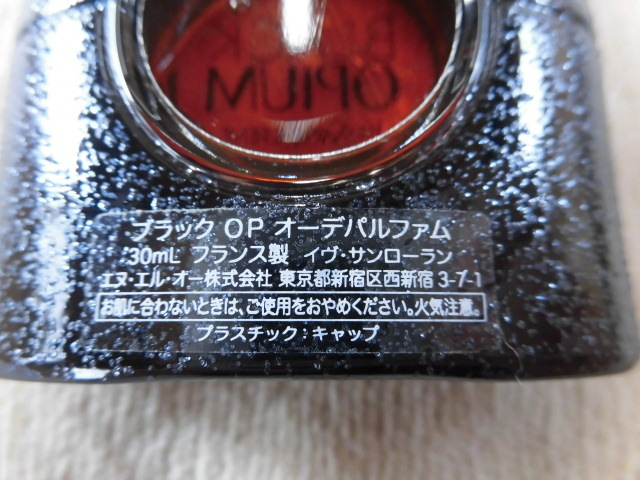 BLACK
OPIUM
ブラック OP オーデパルファム
30mL フランス製 イヴ・サンローラン
エヌ・エル・オー株式会社 東京都新宿区西新宿 3-7-1
お肌に合わないときは、ご使用をおやめください。火気注意。
プラスチック：キャップ